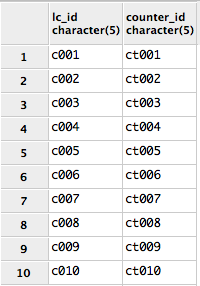 lc_id counter_id
character(5) character(5)
1 c001 ct001
2 c002 ct002
3 c003 ct003
4 c004 ct004
5 c005 ct005
6 c006 ct006
7 c007 ct007
8 c008 ct008
9 c009 ct009
10 c010 ct010